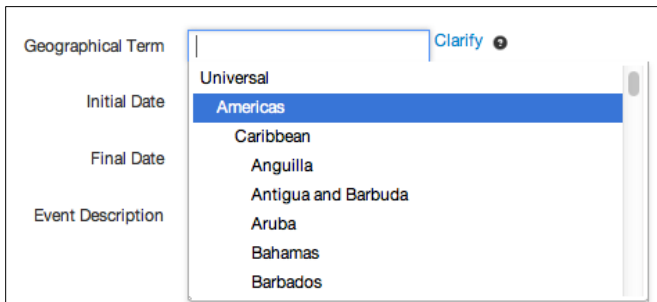 Geographical Term Clarify ?
Universal
Initial Date Americas
Caribbean
Final Date Anguilla
Antigua and Barbuda
Event Description Aruba
Bahamas
Barbados